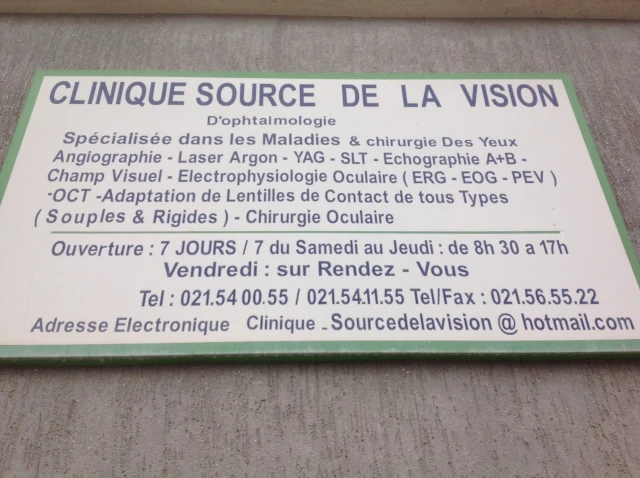 CLINIQUE SOURCE DE LA VISION
D'ophtalmologie
Spécialisée dans les Maladies & chirurgie Des Yeux
Angiographie - Laser Argon - YAG - SLT - Echographie A+B -
Champ Visuel - Electrophysiologie Oculaire ( ERG - EOG - PEV )
-OCT -Adaptation de Lentilles de Contact de tous Types
( Souples & Rigides ) - Chirurgie Oculaire
Ouverture : 7 JOURS / 7 du Samedi au Jeudi : de 8h 30 a 17h
Vendredi : sur Rendez - Vous
Tel : 021.54 00.55 / 021.54.11.55 Tel/Fax : 021.56.55.22
Adresse Electronique Clinique - Sourcedelavision @ hotmail.com